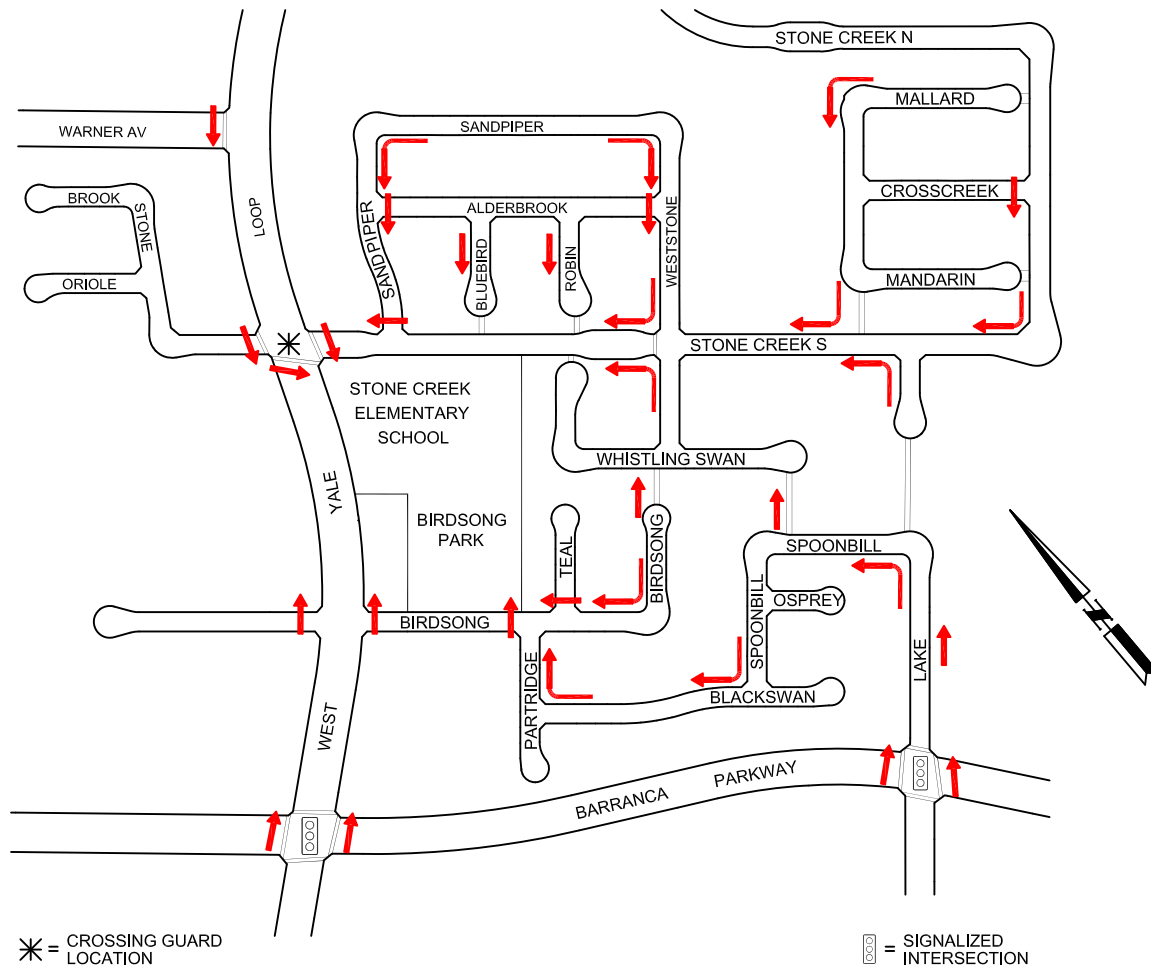 STONE CREEK N
MALLARD
WARNER AV
SANDPIPER
CROSSCREEK
BROOK
STONE
LOOP
ALDERBROOK
SANDPIPER
BLUEBIRD
ROBIN
WESTSTONE
ORIOLE
MANDARIN
STONE CREEK S
STONE CREEK
ELEMENTARY
SCHOOL
WHISTLING SWAN
YALE
BIRDSONG
PARK
TEAL
BIRDSONG
SPOONBILL
OSPREY
BIRDSONG
SPOONBILL
LAKE
PARTRIDGE
BLACKSWAN
WEST
BARRANCA PARKWAY
N
= CROSSING GUARD
LOCATION
= SIGNALIZED
INTERSECTION